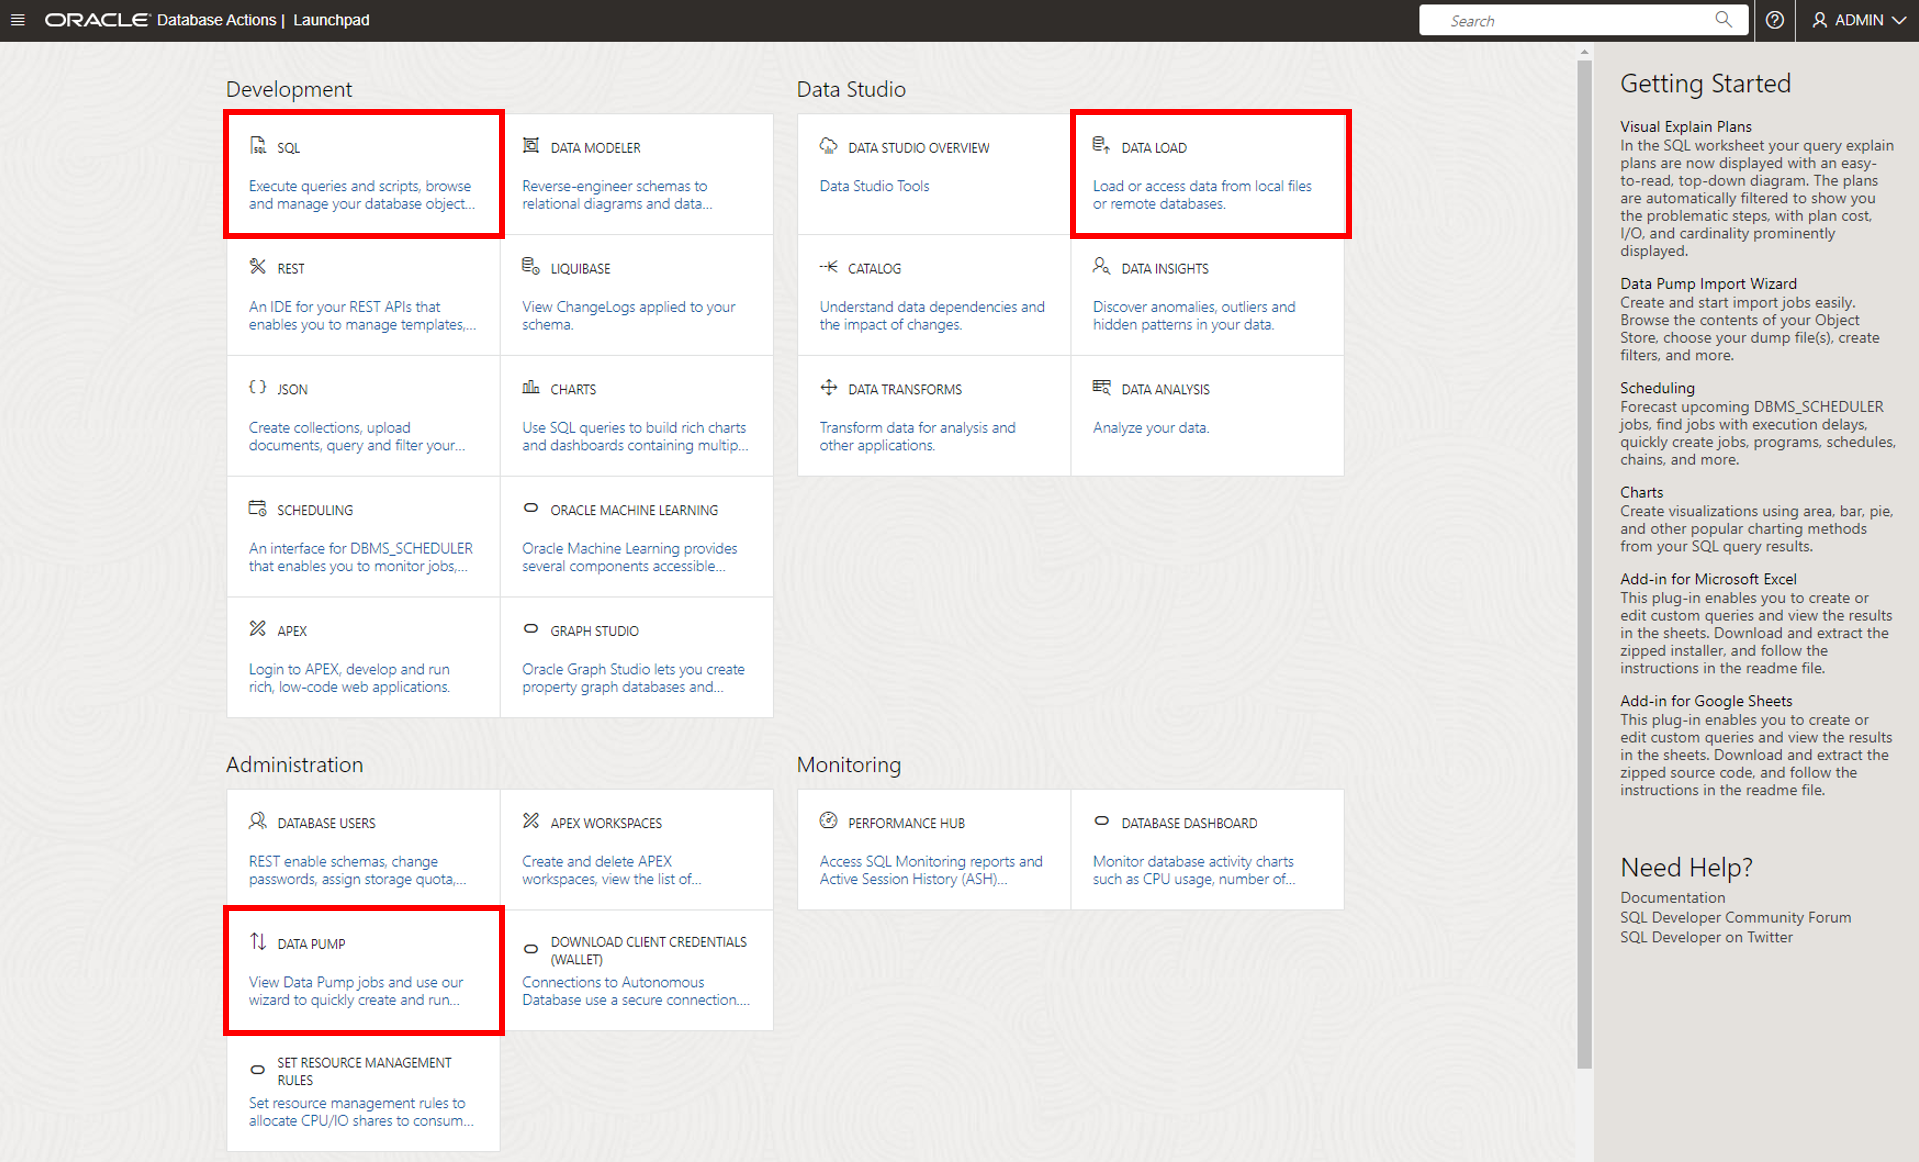 ORACLE Database Actions | Launchpad
Search
ADMIN
Development
SQL
Execute queries and scripts, browse
and manage your database object...
DATA MODELER
Reverse-engineer schemas to
relational diagrams and data...
REST
An IDE for your REST APIs that
enables you to manage templates,...
LIQUIBASE
View ChangeLogs applied to your
schema.
JSON
Create collections, upload
documents, query and filter your...
CHARTS
Use SQL queries to build rich charts
and dashboards containing multip...
SCHEDULING
An interface for DBMS_SCHEDULER
that enables you to monitor jobs,...
ORACLE MACHINE LEARNING
Oracle Machine Learning provides
several components accessible...
APEX
Login to APEX, develop and run
rich, low-code web applications.
GRAPH STUDIO
Oracle Graph Studio lets you create
property graph databases and...
Data Studio
DATA STUDIO OVERVIEW
Data Studio Tools
DATA LOAD
Load or access data from local files
or remote databases.
CATALOG
Understand data dependencies and
the impact of changes.
DATA INSIGHTS
Discover anomalies, outliers and
hidden patterns in your data.
DATA TRANSFORMS
Transform data for analysis and
other applications.
DATA ANALYSIS
Analyze your data.
Administration
DATABASE USERS
REST enable schemas, change
passwords, assign storage quota,...
APEX WORKSPACES
Create and delete APEX
workspaces, view the list of...
DATA PUMP
View Data Pump jobs and use our
wizard to quickly create and run...
DOWNLOAD CLIENT CREDENTIALS
(WALLET)
Connections to Autonomous
Database use a secure connection....
SET RESOURCE MANAGEMENT
RULES
Set resource management rules to
allocate CPU/IO shares to consum...
Monitoring
PERFORMANCE HUB
Access SQL Monitoring reports and
Active Session History (ASH)...
DATABASE DASHBOARD
Monitor database activity charts
such as CPU usage, number of...
Getting Started
Visual Explain Plans
In the SQL worksheet your query explain
plans are now displayed with an easy-
to-read, top-down diagram. The plans
are automatically filtered to show you
the problematic steps, with plan cost,
I/O, and cardinality prominently
displayed.
Data Pump Import Wizard
Create and start import jobs easily.
Browse the contents of your Object
Store, choose your dump file(s), create
filters, and more.
Scheduling
Forecast upcoming DBMS_SCHEDULER
jobs, find jobs with execution delays,
quickly create jobs, programs, schedules,
chains, and more.
Charts
Create visualizations using area, bar, pie,
and other popular charting methods
from your SQL query results.
Add-in for Microsoft Excel
This plug-in enables you to create or
edit custom queries and view the results
in the sheets. Download and extract the
zipped installer, and follow the
instructions in the readme file.
Add-in for Google Sheets
This plug-in enables you to create or
edit custom queries and view the results
in the sheets. Download and extract the
zipped source code, and follow the
instructions in the readme file.
Need Help?
Documentation
SQL Developer Community Forum
SQL Developer on Twitter